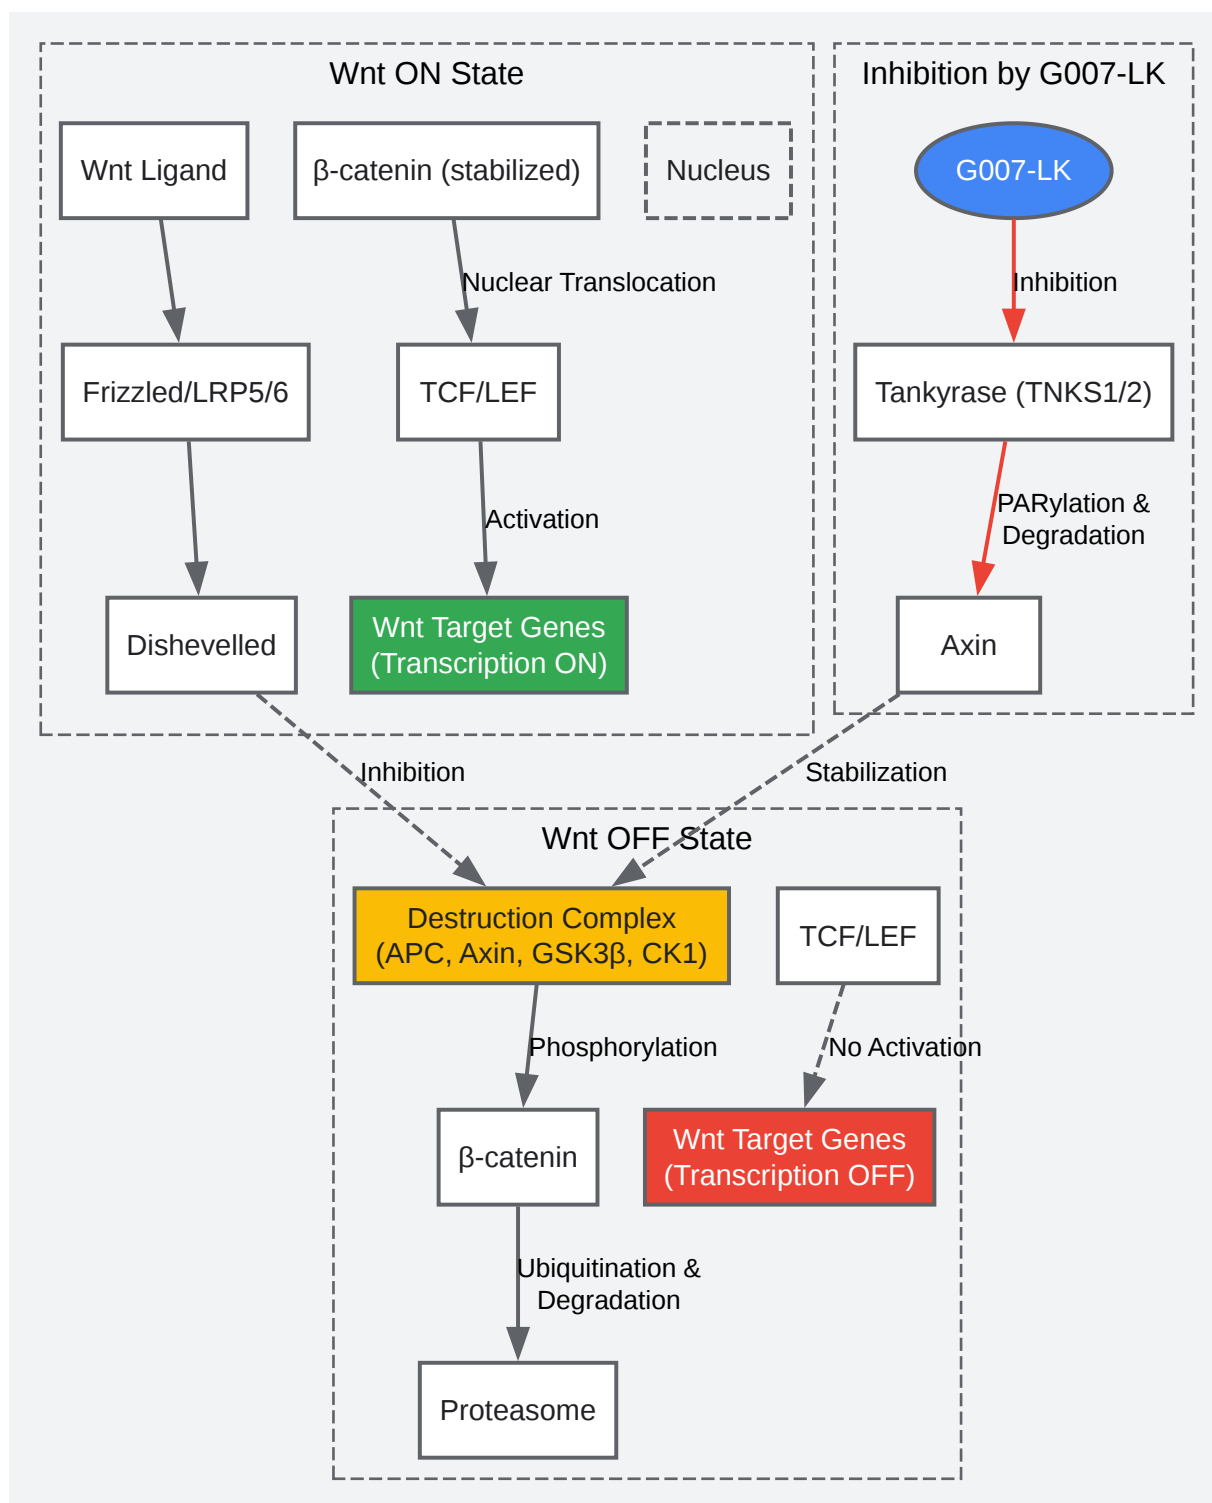 Wnt ON State
Wnt Ligand
β-catenin (stabilized)
Nucleus
Nuclear Translocation
Frizzled/LRP5/6
TCF/LEF
Activation
Dishevelled
Wnt Target Genes
(Transcription ON)
Inhibition by G007-LK
G007-LK
Inhibition
Tankyrase (TNKS1/2)
PARylation &
Degradation
Axin
Inhibition
Stabilization
Wnt OFF State
Destruction Complex
(APC, Axin, GSK3β, CK1)
TCF/LEF
Phosphorylation
No Activation
β-catenin
Wnt Target Genes
(Transcription OFF)
Ubiquitination &
Degradation
Proteasome